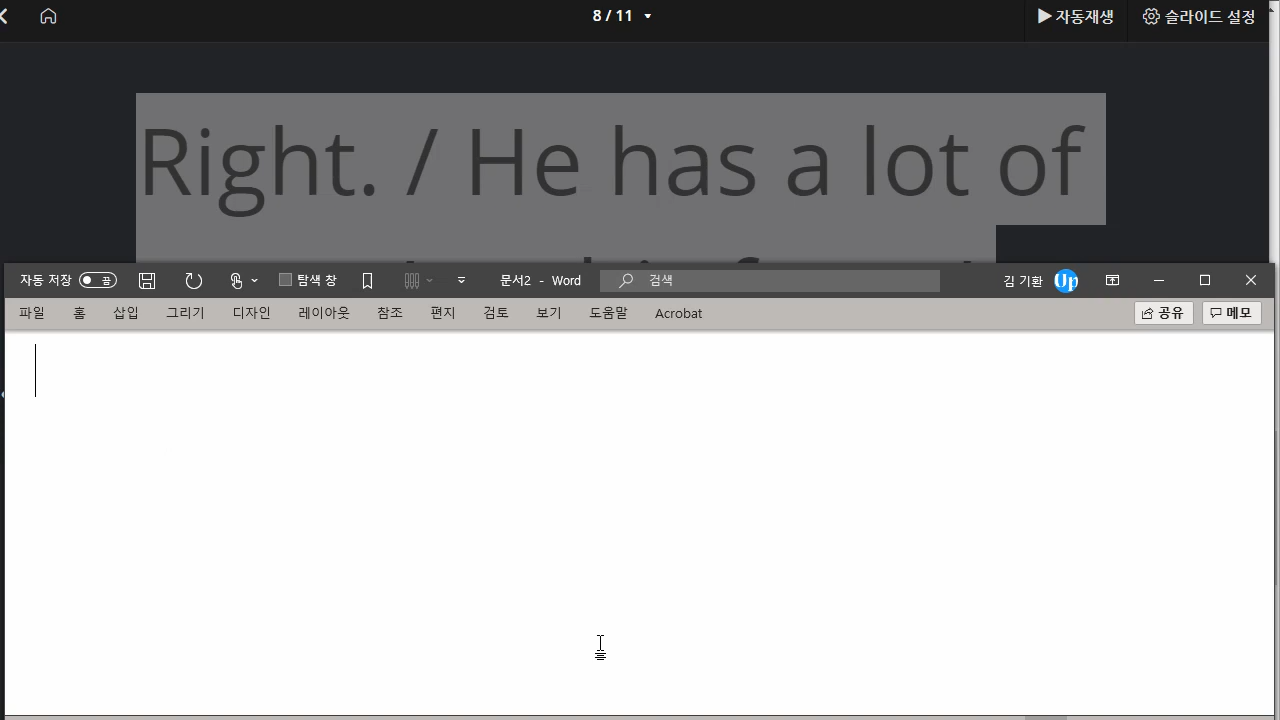 8 / 11
자동재생
슬라이드 설정
Right. / He has a lot of
자동 저장
끔
탐색 창
문서2 - Word
검색
김 기환
Up
파일 홈 삽입 그리기 디자인 레이아웃 참조 편지 검토 보기 도움말 Acrobat
공유
메모